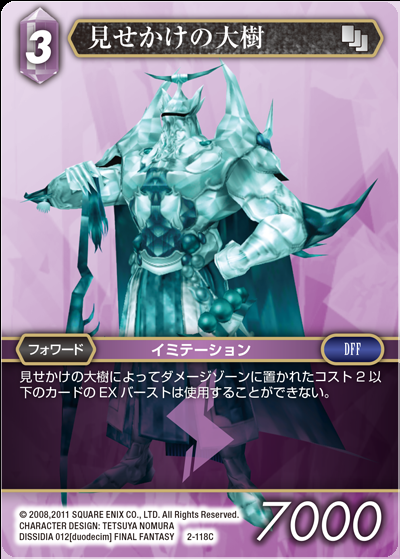 3
見せかけの大樹
フォワード
イミテーション
DFF
見せかけの大樹によってダメージゾーンに置かれたコスト2以
下のカードのEXバーストは使用することができない。
© 2008,2011 SQUARE ENIX CO., LTD. All Rights Reserved.
CHARACTER DESIGN: TETSUYA NOMURA
DISSIDIA 012[duodecim] FINAL FANTASY
2-118C
7000